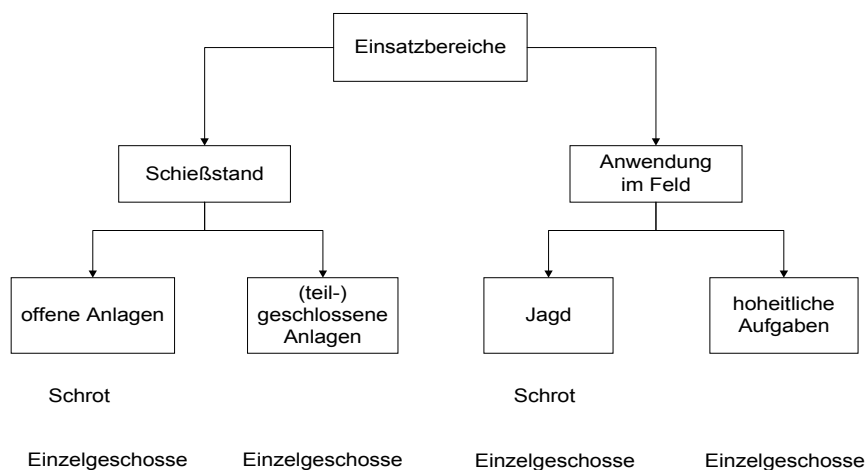 Einsatzbereiche
Schießstand
Anwendung
im Feld
offene Anlagen
(teil-)
geschlossene
Anlagen
Jagd
hoheitliche
Aufgaben
Schrot
Schrot
Einzelgeschosse
Einzelgeschosse
Einzelgeschosse
Einzelgeschosse